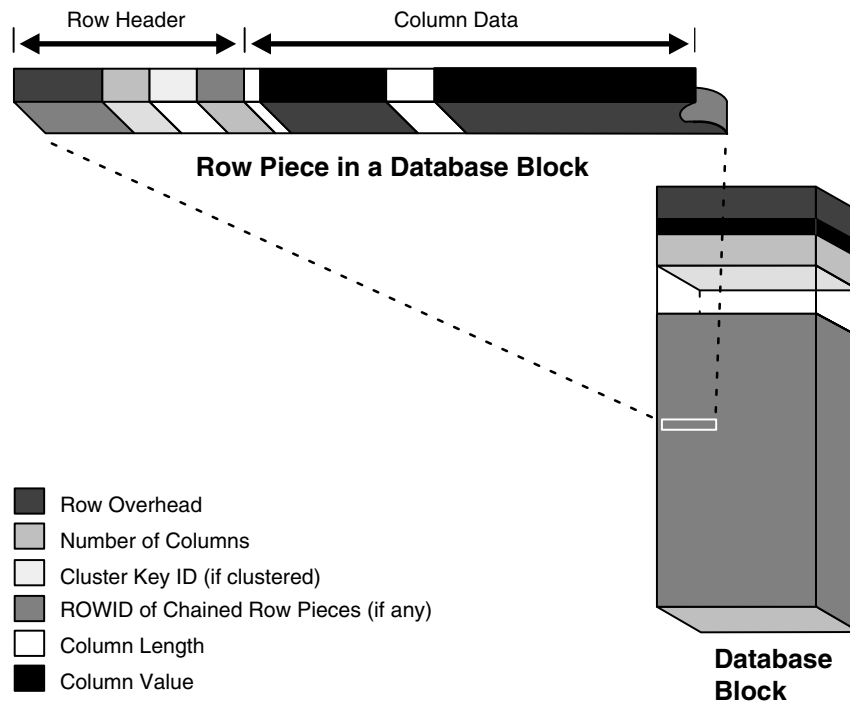 Row Header
Column Data
Row Piece in a Database Block
Row Overhead
Number of Columns
Cluster Key ID (if clustered)
ROWID of Chained Row Pieces (if any)
Column Length
Column Value
Database
Block